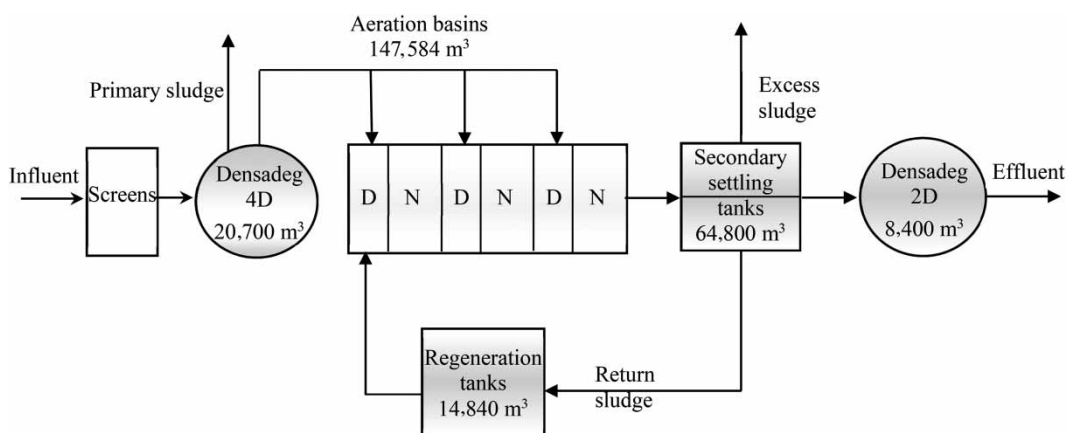 Aeration basins
147,584 m³
Primary sludge
Excess
sludge
Influent
Screens
Densadeg
4D
20,700 m³
D N D N D N
Secondary
settling
tanks
64,800 m³
Densadeg
2D
8,400 m³
Effluent
Regeneration
tanks
14,840 m³
Return
sludge